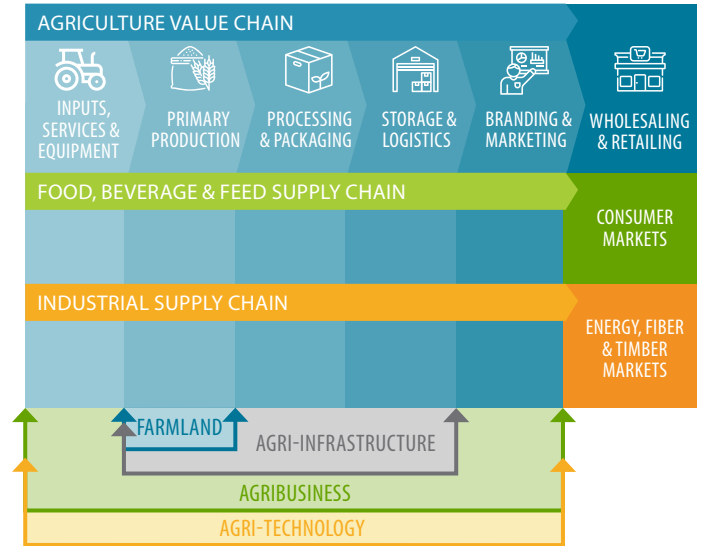 AGRICULTURE VALUE CHAIN
INPUTS,
SERVICES &
EQUIPMENT
PRIMARY
PRODUCTION
PROCESSING
& PACKAGING
STORAGE &
LOGISTICS
BRANDING &
MARKETING
WHOLESALING
& RETAILING
FOOD, BEVERAGE & FEED SUPPLY CHAIN
CONSUMER
MARKETS
INDUSTRIAL SUPPLY CHAIN
ENERGY, FIBER
& TIMBER
MARKETS
FARMLAND
AGRI-INFRASTRUCTURE
AGRIBUSINESS
AGRI-TECHNOLOGY